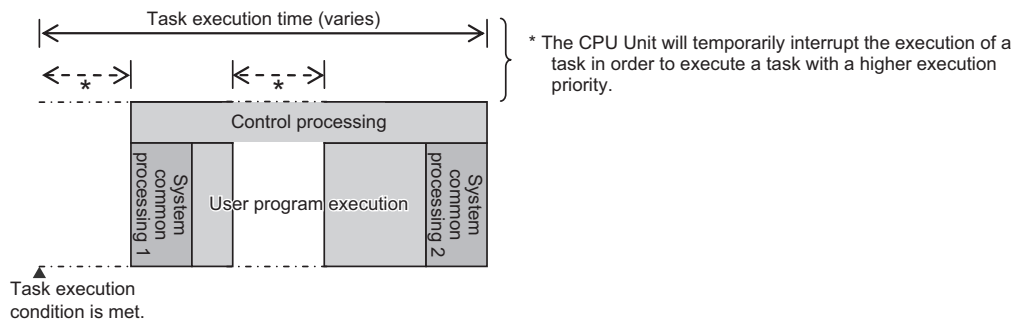 Task execution time (varies)
* The CPU Unit will temporarily interrupt the execution of a
task in order to execute a task with a higher execution
priority.
*
*
Control processing
System
common
processing 1
User program execution
System
common
processing 2
Task execution
condition is met.